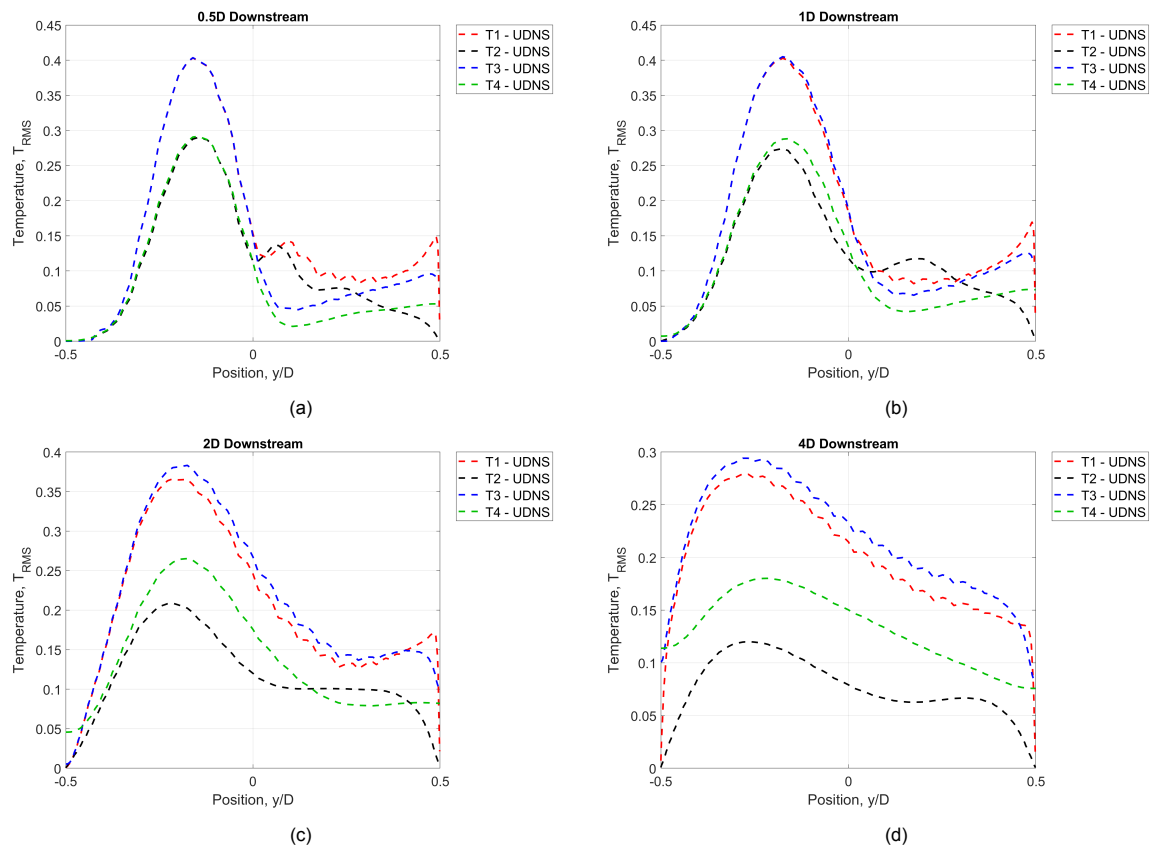 0.5D Downstream
0.45
0.4
0.35
0.3
0.25
0.2
0.15
0.1
0.05
0
-0.5
0
0.5
Temperature, T_RMS
Position, y/D
T1 - UDNS
T2 - UDNS
T3 - UDNS
T4 - UDNS
(a)
1D Downstream
0.45
0.4
0.35
0.3
0.25
0.2
0.15
0.1
0.05
0
-0.5
0
0.5
Temperature, T_RMS
Position, y/D
T1 - UDNS
T2 - UDNS
T3 - UDNS
T4 - UDNS
(b)
2D Downstream
0.4
0.35
0.3
0.25
0.2
0.15
0.1
0.05
0
-0.5
0
0.5
Temperature, T_RMS
Position, y/D
T1 - UDNS
T2 - UDNS
T3 - UDNS
T4 - UDNS
(c)
4D Downstream
0.3
0.25
0.2
0.15
0.1
0.05
0
-0.5
0
0.5
Temperature, T_RMS
Position, y/D
T1 - UDNS
T2 - UDNS
T3 - UDNS
T4 - UDNS
(d)